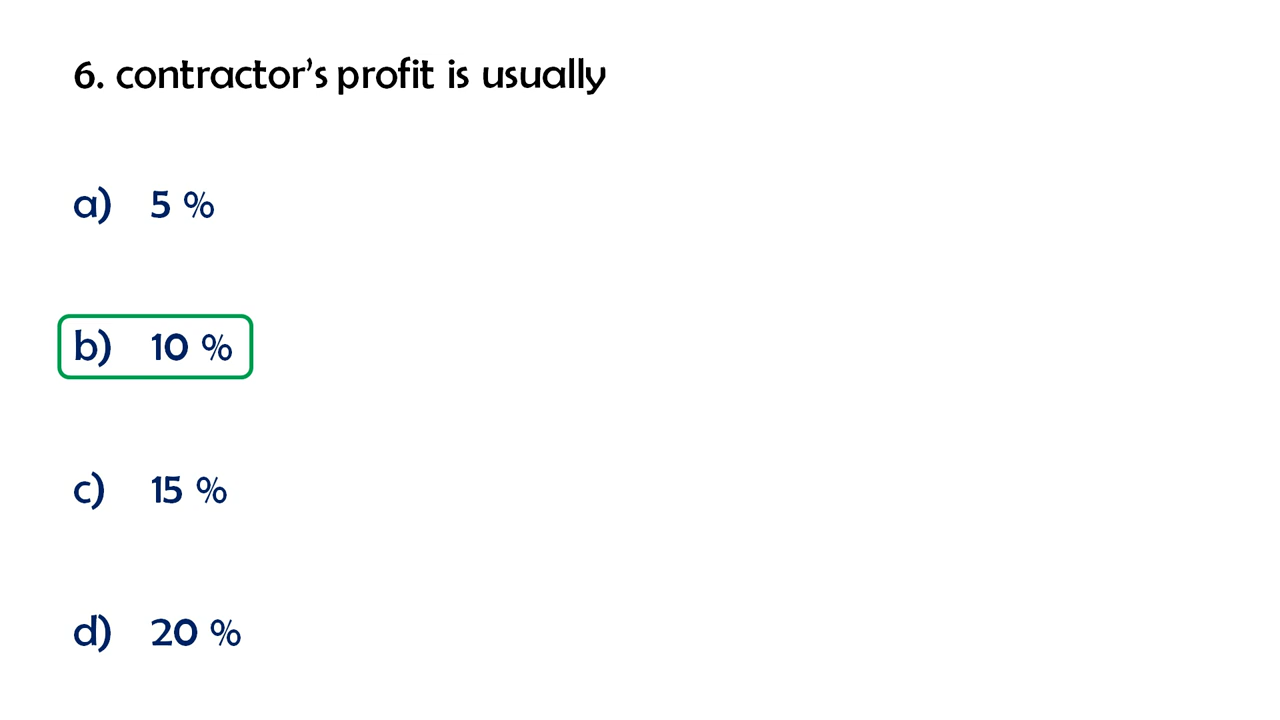 6. contractor’s profit is usually
a) 5 %
b) 10 %
c) 15 %
d) 20 %